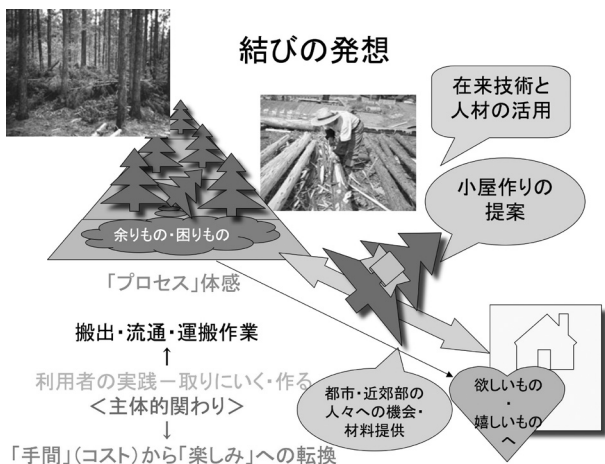 結びの発想
在来技術と
人材の活用
小屋作りの
提案
余りもの・困りもの
「プロセス」体感
搬出・流通・運搬作業
利用者の実践－取りにいく・作る
＜主体的関わり＞
「手間」(コスト)から「楽しみ」への転換
都市・近郊部の
人々への機会・
材料提供
欲しいもの
・
嬉しいもの
へ